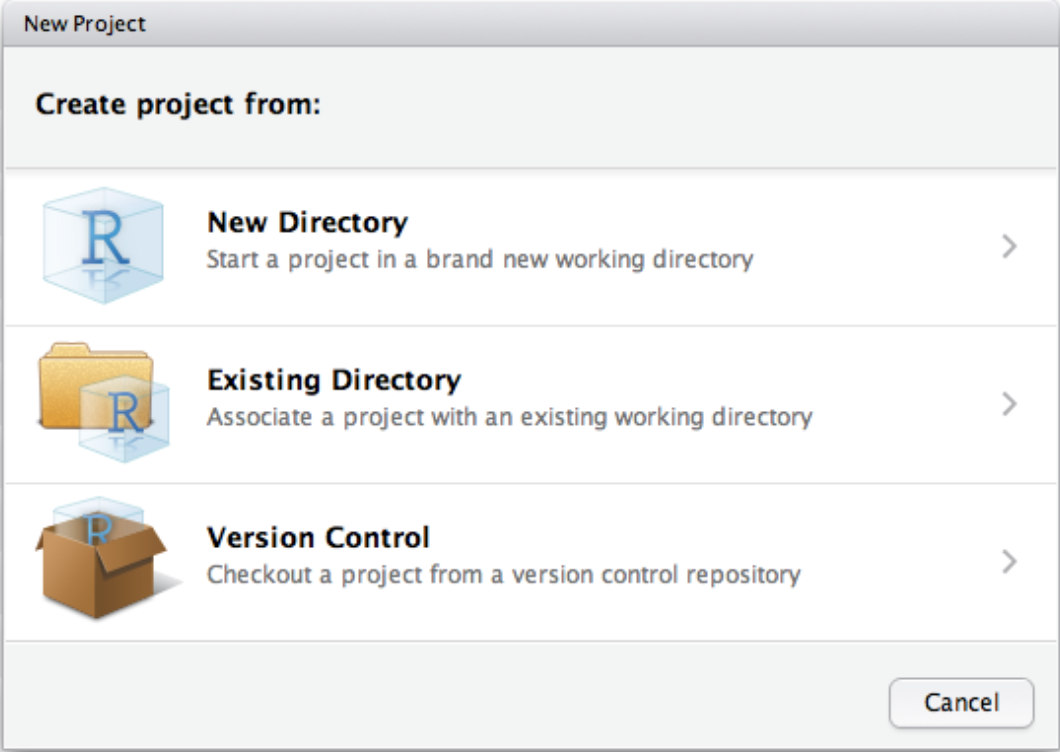 New Project
Create project from:
R
New Directory
Start a project in a brand new working directory
R
Existing Directory
Associate a project with an existing working directory
R
Version Control
Checkout a project from a version control repository
Cancel